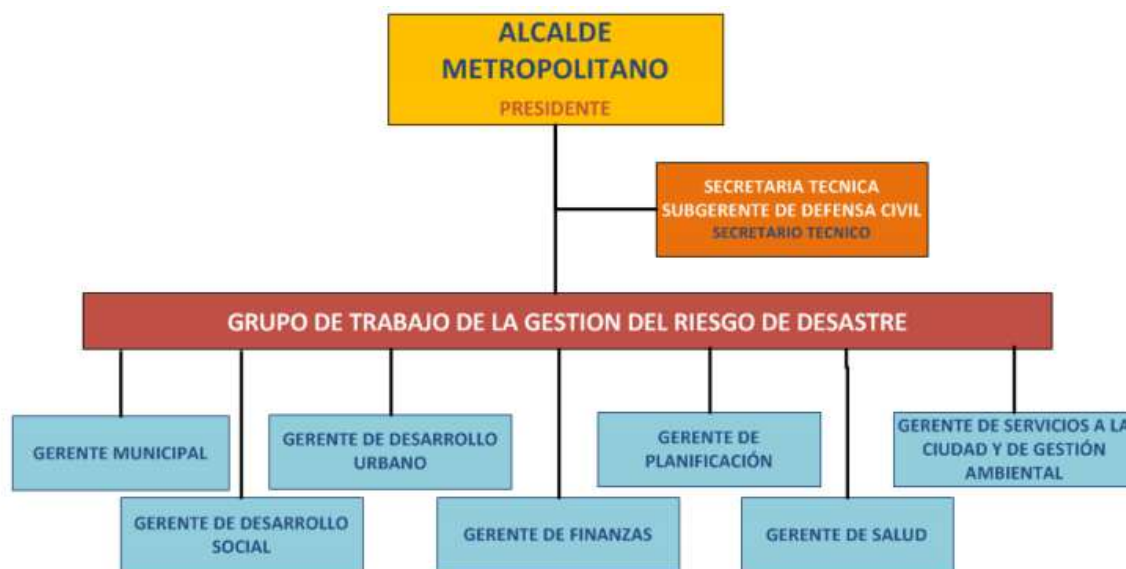 ALCALDE
METROPOLITANO
PRESIDENTE
SECRETARIA TECNICA
SUBGERENTE DE DEFENSA CIVIL
SECRETARIO TECNICO
GRUPO DE TRABAJO DE LA GESTION DEL RIESGO DE DESASTRE
GERENTE MUNICIPAL
GERENTE DE DESARROLLO
URBANO
GERENTE DE
PLANIFICACIÓN
GERENTE DE SERVICIOS A LA
CIUDAD Y DE GESTIÓN
AMBIENTAL
GERENTE DE DESARROLLO
SOCIAL
GERENTE DE FINANZAS
GERENTE DE SALUD